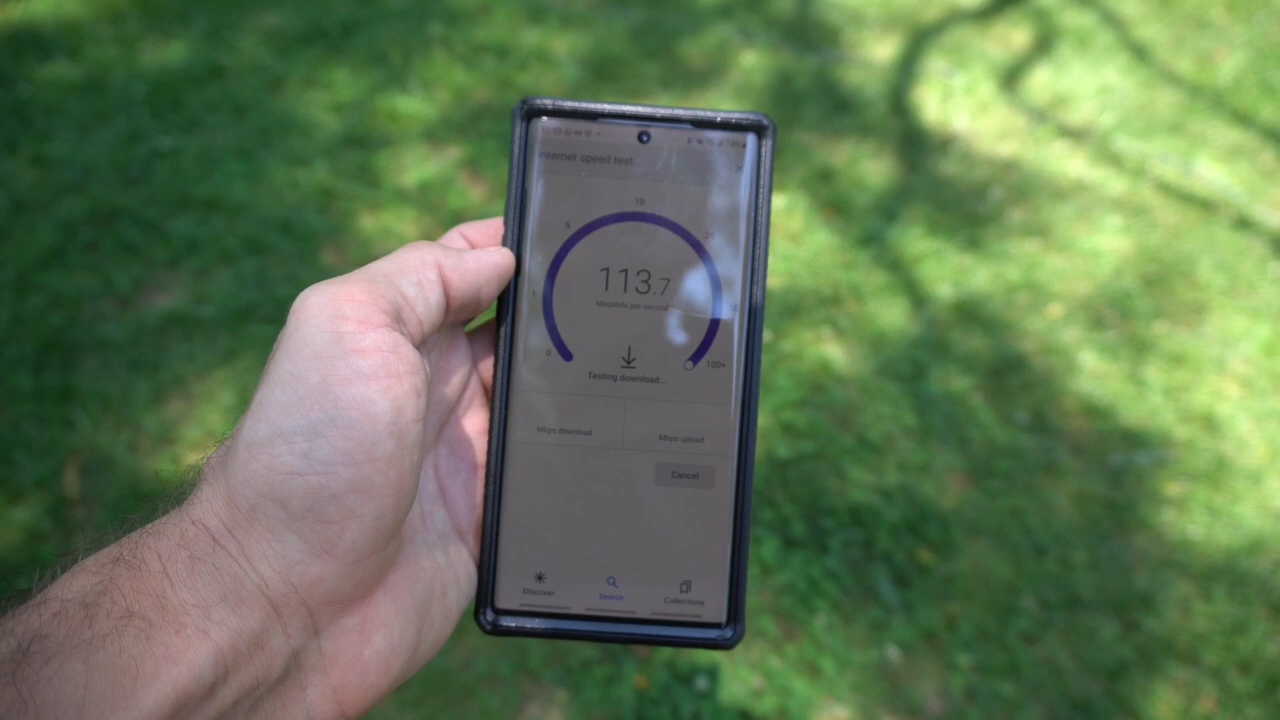 Internet speed test
10
5
1
0
100+
113.7
Megabits per second
Testing download...
Mbps download
Mbps upload
Cancel
Discover
Search
Collections